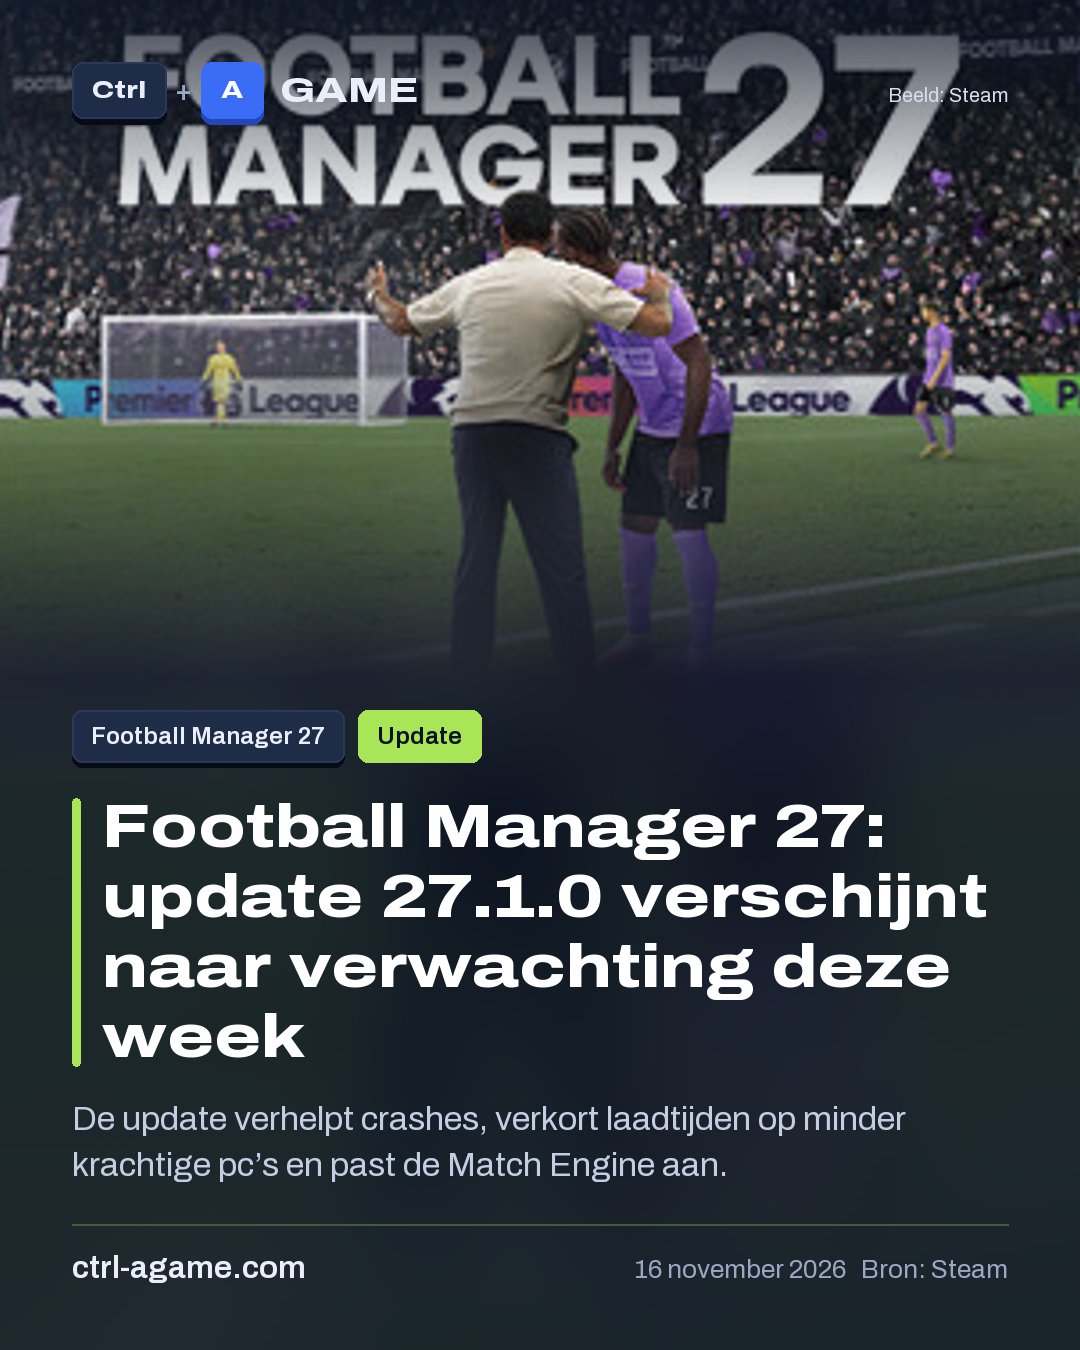 FOOTBALL
MANAGER 27
Ctrl + A GAME
Beeld: Steam
FOOTBALL M
Premier League
League
27
Football Manager 27
Update
Football Manager 27:
update 27.1.0 verschijnt
naar verwachting deze
week
De update verhelpt crashes, verkort laadtijden op minder
krachtige pc’s en past de Match Engine aan.
ctrl-agame.com
16 november 2026 Bron: Steam